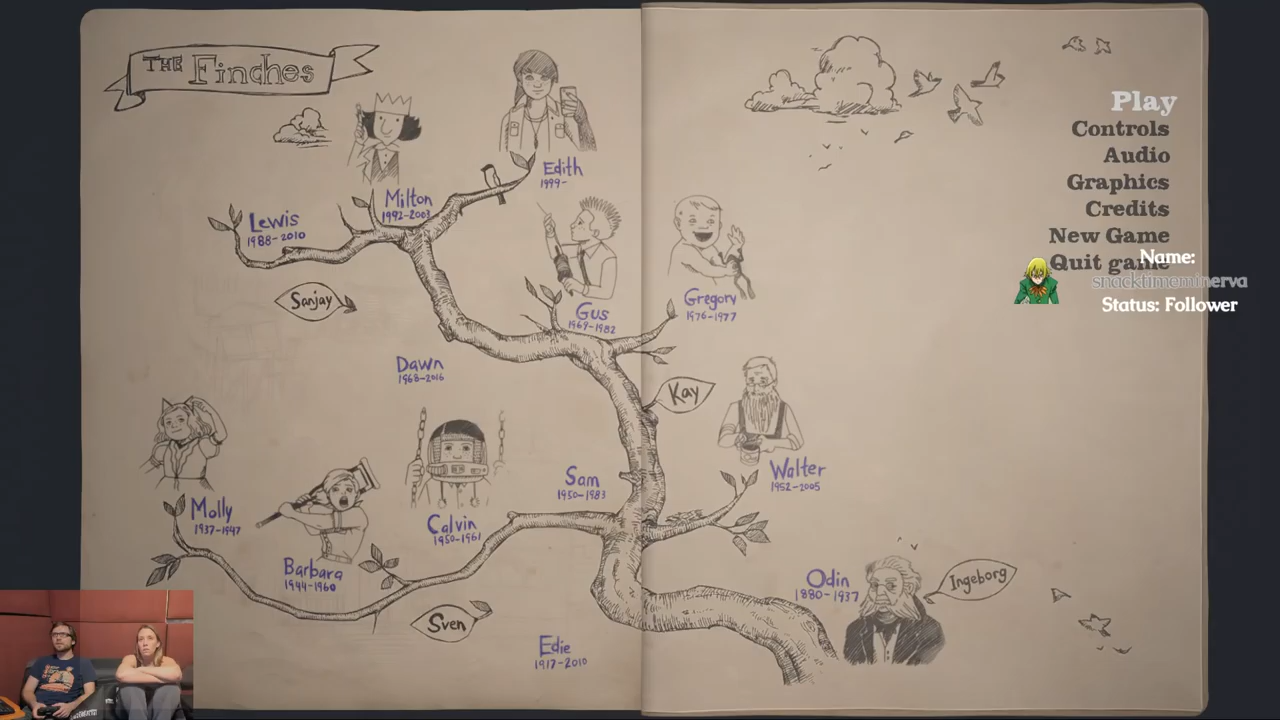 THE Finches
Edith
1999-
Milton
1992-2003
Lewis
1988-2010
Sanjay
Gus
1969-1982
Gregory
1976-1977
Dawn
1968-2016
Kay
Sam
1950-1983
Walter
1952-2005
Molly
1937-1947
Barbara
1944-1960
Calvin
1950-1961
Sven
Edie
1917-2010
Odin
1880-1937
Ingeborg
Play
Controls
Audio
Graphics
Credits
New Game
Quit game
Name:
snacktimeminerva
Status: Follower